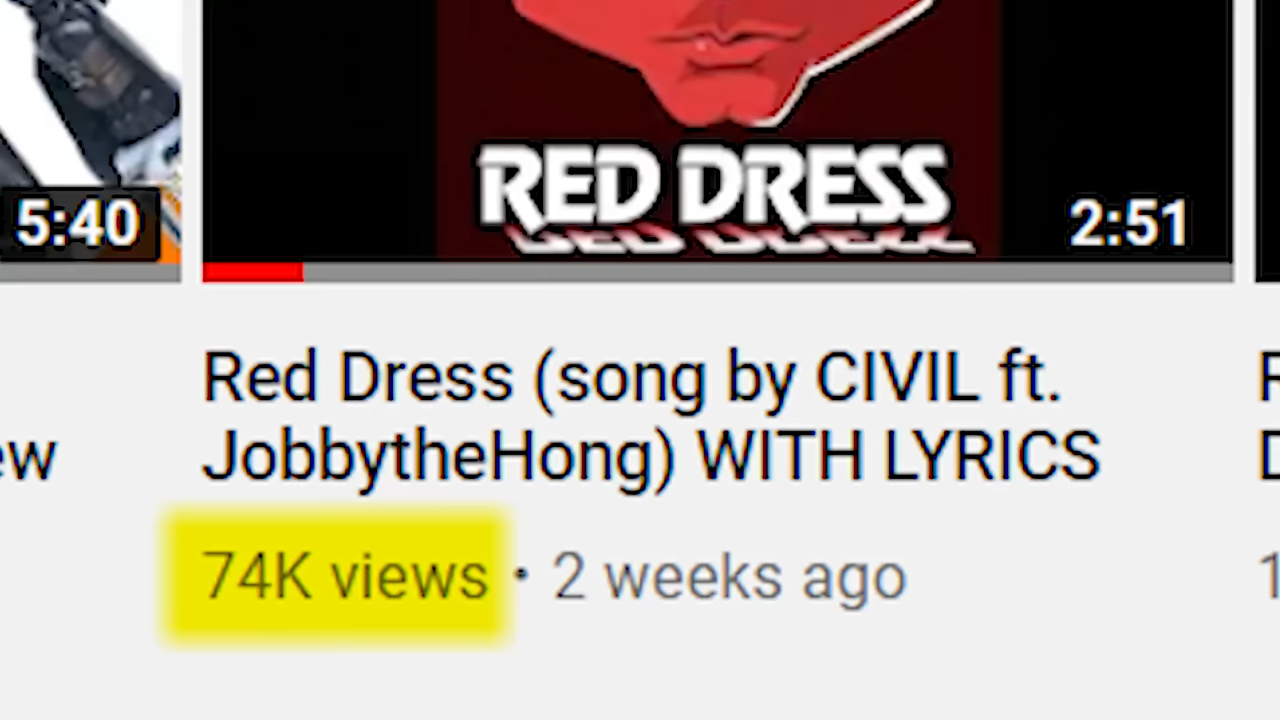 RED DRESS
5:40
2:51
Red Dress (song by CIVIL ft.
JobbytheHong) WITH LYRICS
ew
74K views • 2 weeks ago